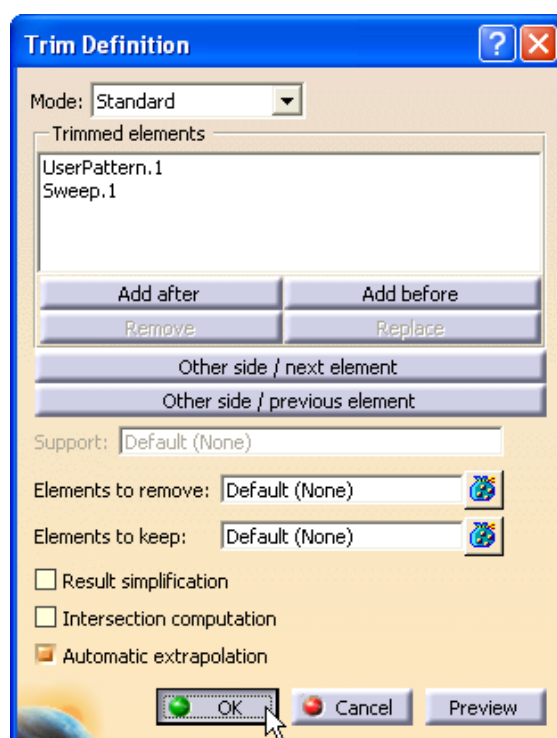 Trim Definition
?
Mode: Standard
Trimmed elements
UserPattern.1
Sweep.1
Add after Add before
Remove Replace
Other side / next element
Other side / previous element
Support: Default (None)
Elements to remove: Default (None)
Elements to keep: Default (None)
Result simplification
Intersection computation
Automatic extrapolation
OK Cancel Preview